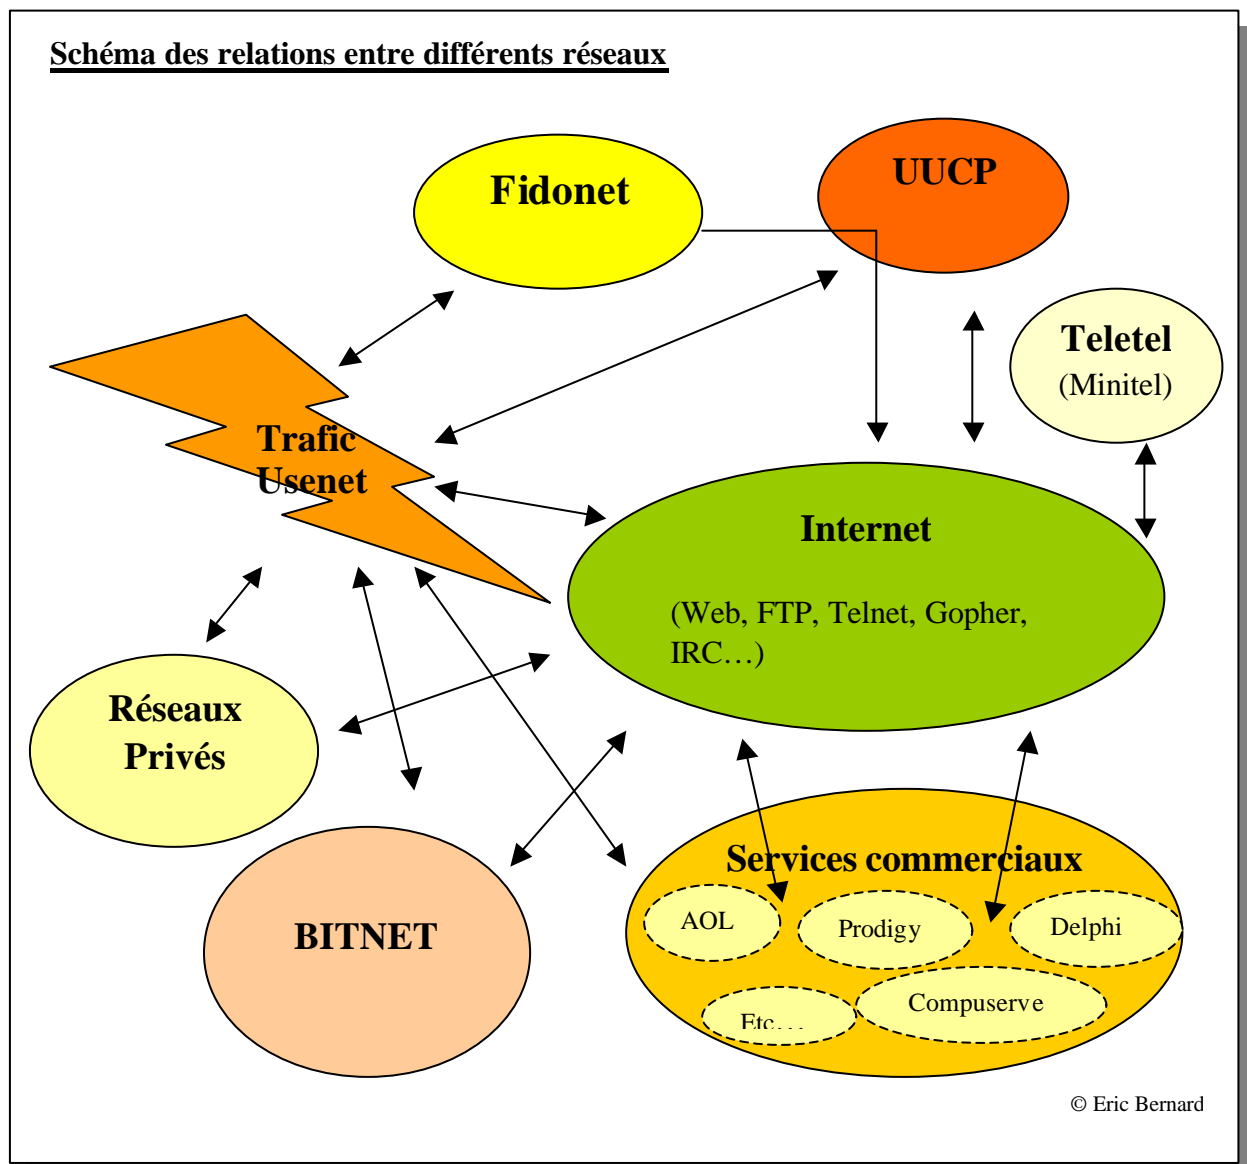 Schéma des relations entre différents réseaux
Fidonet
UUCP
Teletel
(Minitel)
Trafic
Usenet
Internet
(Web, FTP, Telnet, Gopher,
IRC…)
Réseaux
Privés
BITNET
Services commerciaux
AOL
Prodigy
Delphi
Compuserve
Etc…
© Eric Bernard